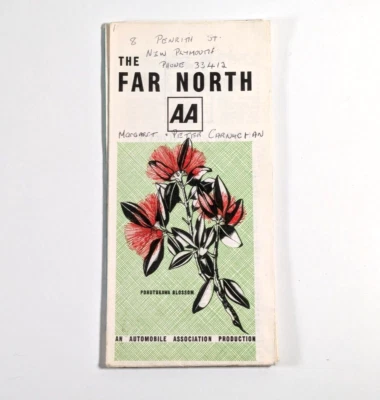 8 PENRITH ST.
NEW PLYMOUTH
PHONE 33412
THE
FAR NORTH
AA
MARGARET + PETER CARNACHAN
POHUTUKAWA BLOSSOM
AN AUTOMOBILE ASSOCIATION PRODUCTION